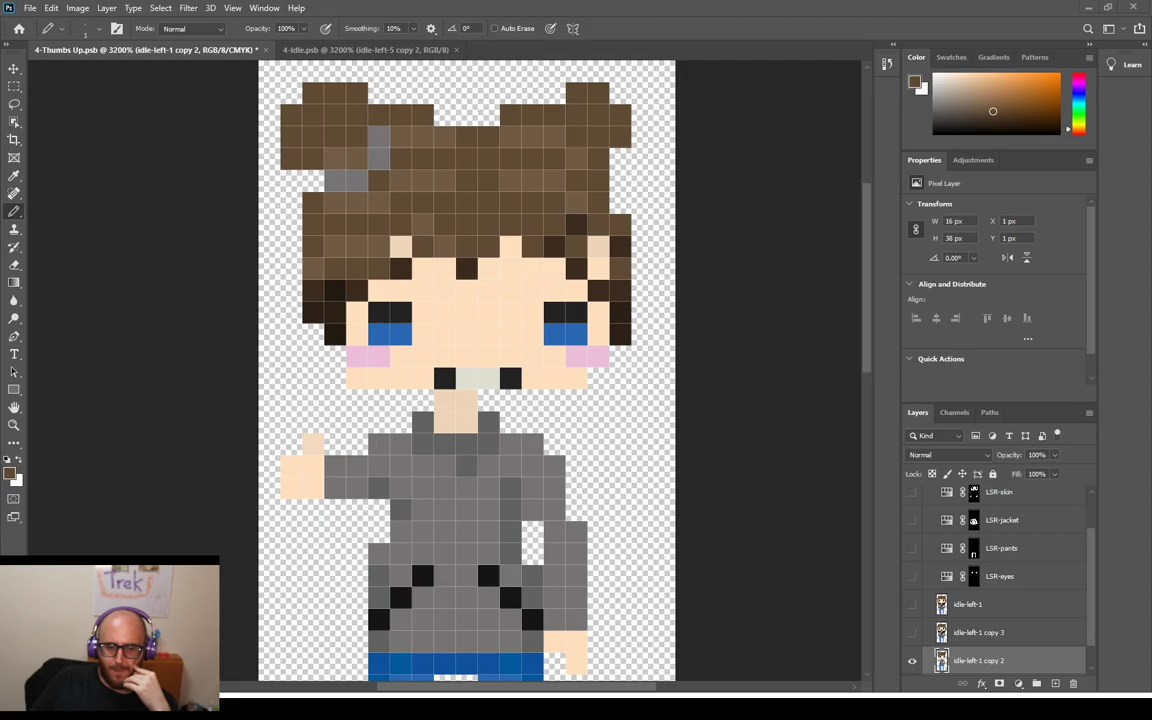 File Edit Image Layer Type Select Filter 3D View Window Help
1 Mode: Normal Opacity: 100% Smoothing: 10% 0° Auto Erase
4-Thumbs Up.psb @ 3200% (idle-left-1 copy 2, RGB/8/CMYK) * × 4-Idle.psb @ 3200% (idle-left-5 copy 2, RGB/8) ×
Color Swatches Gradients Patterns
Learn
Properties Adjustments
Pixel Layer
Transform
W 16 px X 1 px
H 38 px Y 1 px
0.00°
Align and Distribute
Align:
Quick Actions
Layers Channels Paths
Kind
Normal Opacity: 100%
Lock: Fill: 100%
LSR-skin
LSR-jacket
LSR-pants
LSR-eyes
idle-left-1
idle-left-1 copy 3
idle-left-1 copy 2
Trek